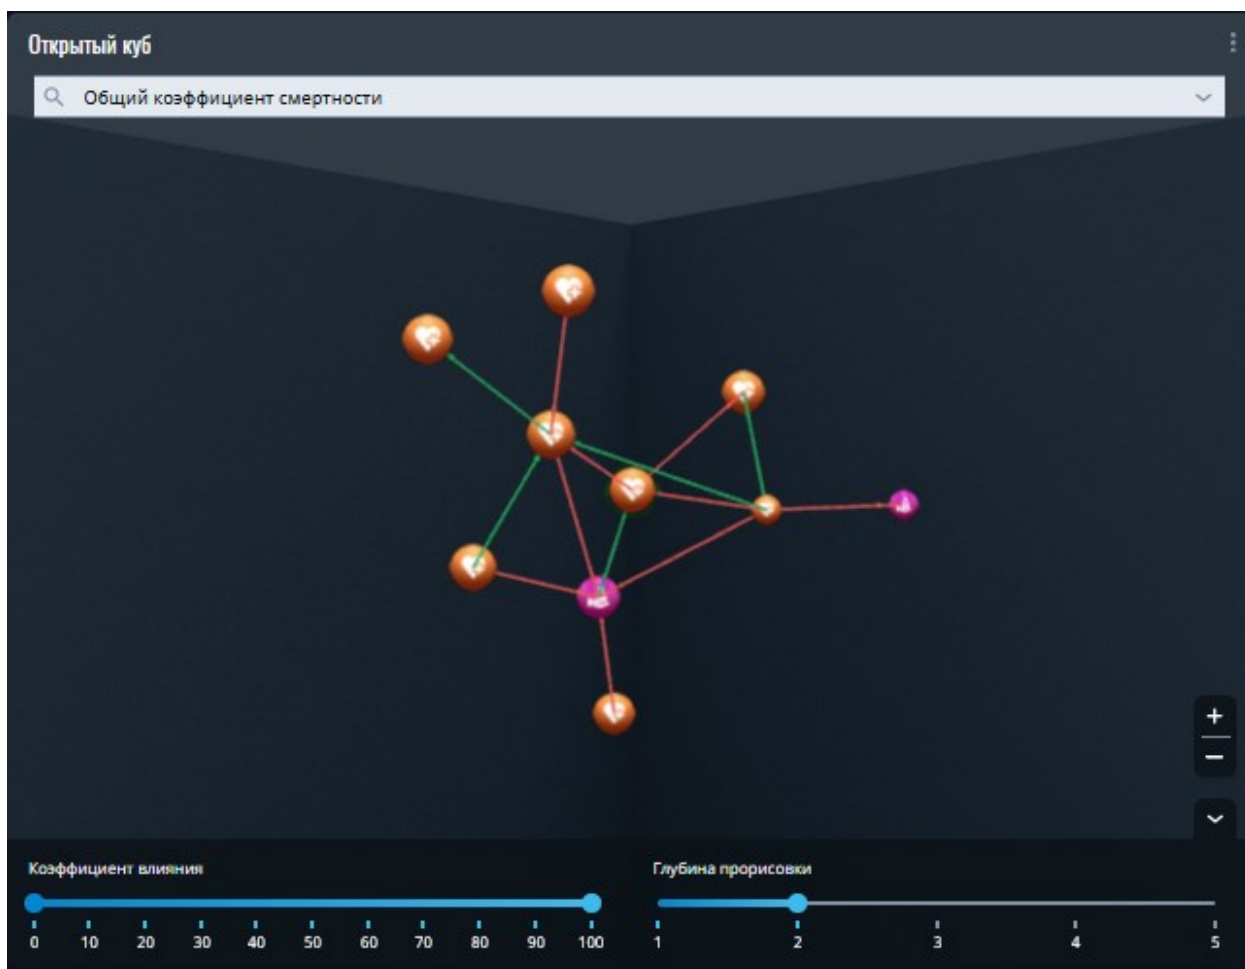 Открытый куб
Общий коэффициент смертности
Коэффициент влияния
0 10 20 30 40 50 60 70 80 90 100
Глубина прорисовки
1 2 3 4 5